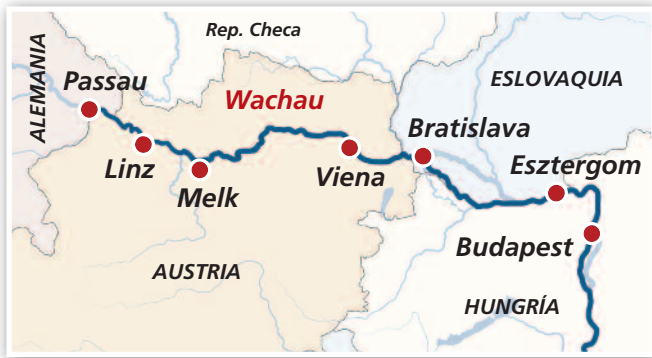 Rep. Checa
ALEMANIA
Passau
Wachau
ESLOVAQUIA
Linz
Melk
Viena
Bratislava
Esztergom
Budapest
AUSTRIA
HUNGRÍA